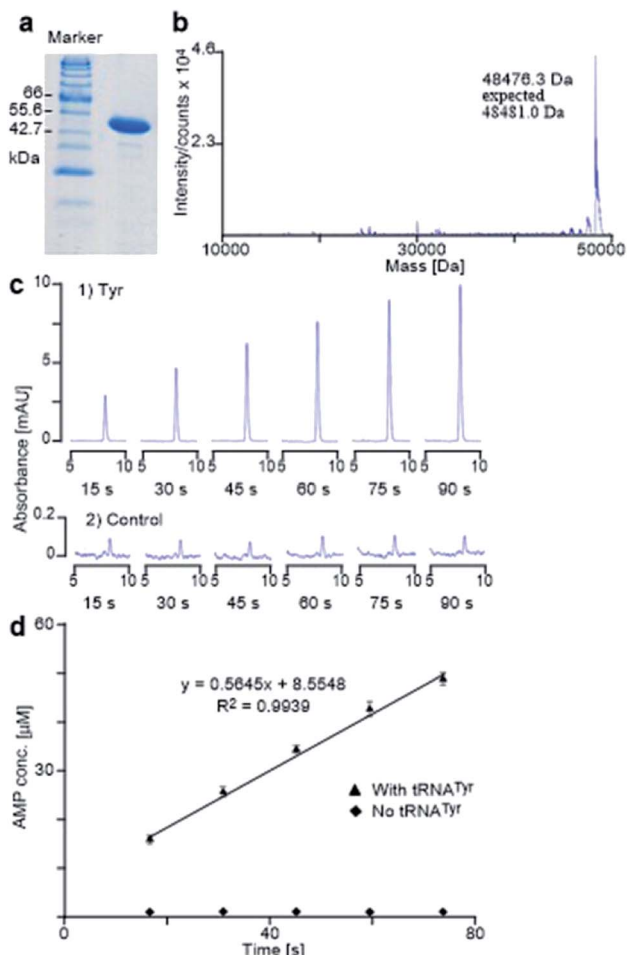 a
Marker
66
55.6
42.7
kDa
b
Intensity/counts x 10⁴
4.6
2.3
48476.3 Da
expected
48481.0 Da
10000 30000 50000
Mass [Da]
c
Absorbance [mAU]
10
5
0
1) Tyr
5 10 5 10 5 10 5 10 5 10 5 10
15 s 30 s 45 s 60 s 75 s 90 s
0.2
0
2) Control
5 10 5 10 5 10 5 10 5 10 5 10
15 s 30 s 45 s 60 s 75 s 90 s
d
AMP conc. [µM]
60
30
y = 0.5645x + 8.5548
R² = 0.9939
▲ With tRNATyr
◆ No tRNATyr
0 40 80
Time [s]